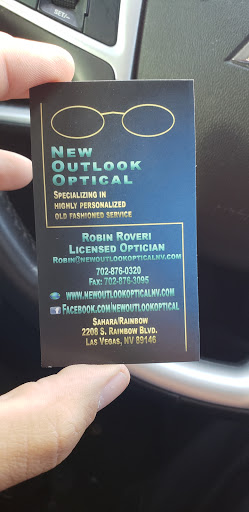 SET/-
NEW
OUTLOOK
OPTICAL
SPECIALIZING IN
HIGHLY PERSONALIZED
OLD FASHIONED SERVICE
ROBIN ROVERI
LICENSED OPTICIAN
ROBIN@NEWOUTLOOKOPTICALNV.COM
702-876-0320
FAX: 702-876-3095
WWW.NEWOUTLOOKOPTICALNV.COM
f FACEBOOK.COM/NEWOUTLOOKOPTICAL
SAHARA/RAINBOW
2208 S. RAINBOW BLVD.
LAS VEGAS, NV 89146